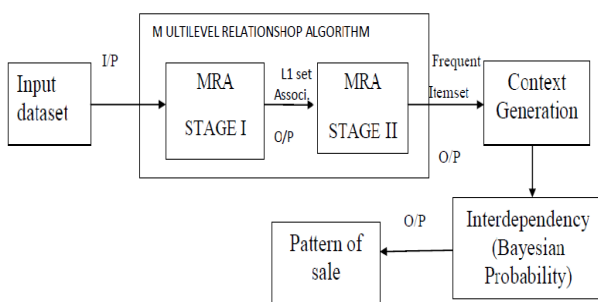 M ULTILEVEL RELATIONSHOP ALGORITHM
I/P
Input
dataset
MRA
STAGE I
L1 set
Associ.
O/P
MRA
STAGE II
Frequent
Itemset
O/P
Context
Generation
Interdependency
(Bayesian
Probability)
O/P
Pattern of
sale